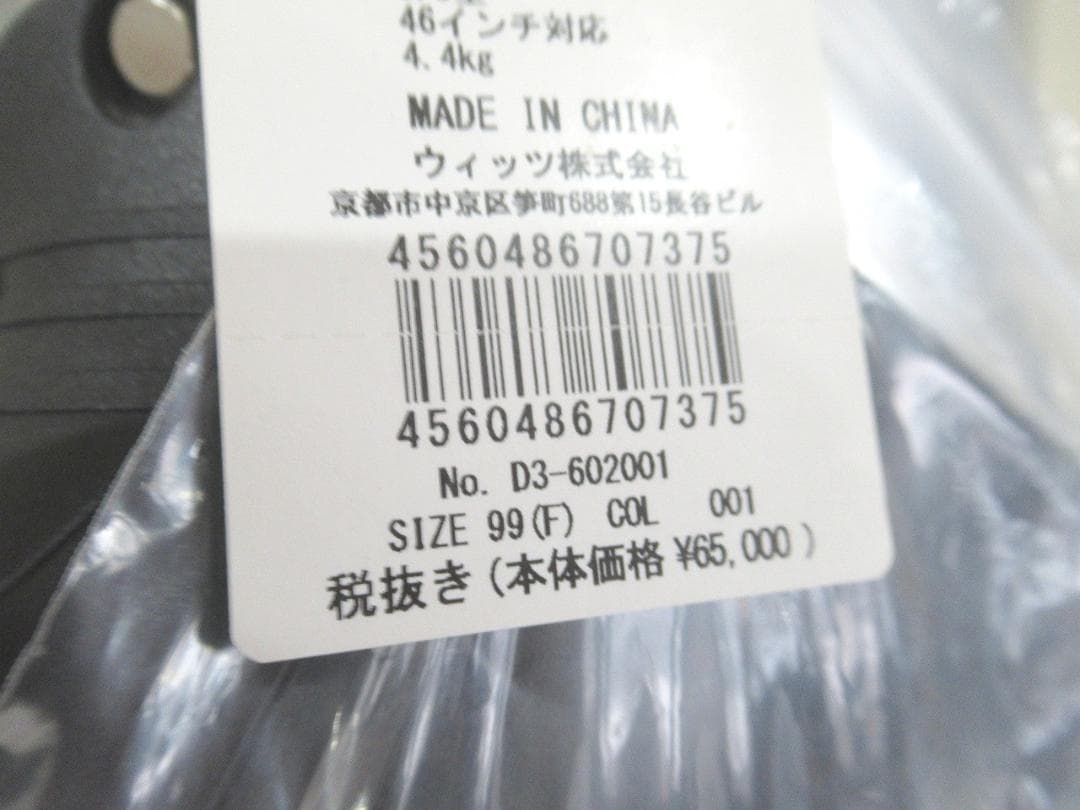 46インチ対応
4.4kg
MADE IN CHINA
ウィッツ株式会社
京都市中京区笋町688第15長谷ビル
4560486707375
4560486707375
No. D3-602001
SIZE 99(F) COL 001
税抜き(本体価格 ¥65,000 )